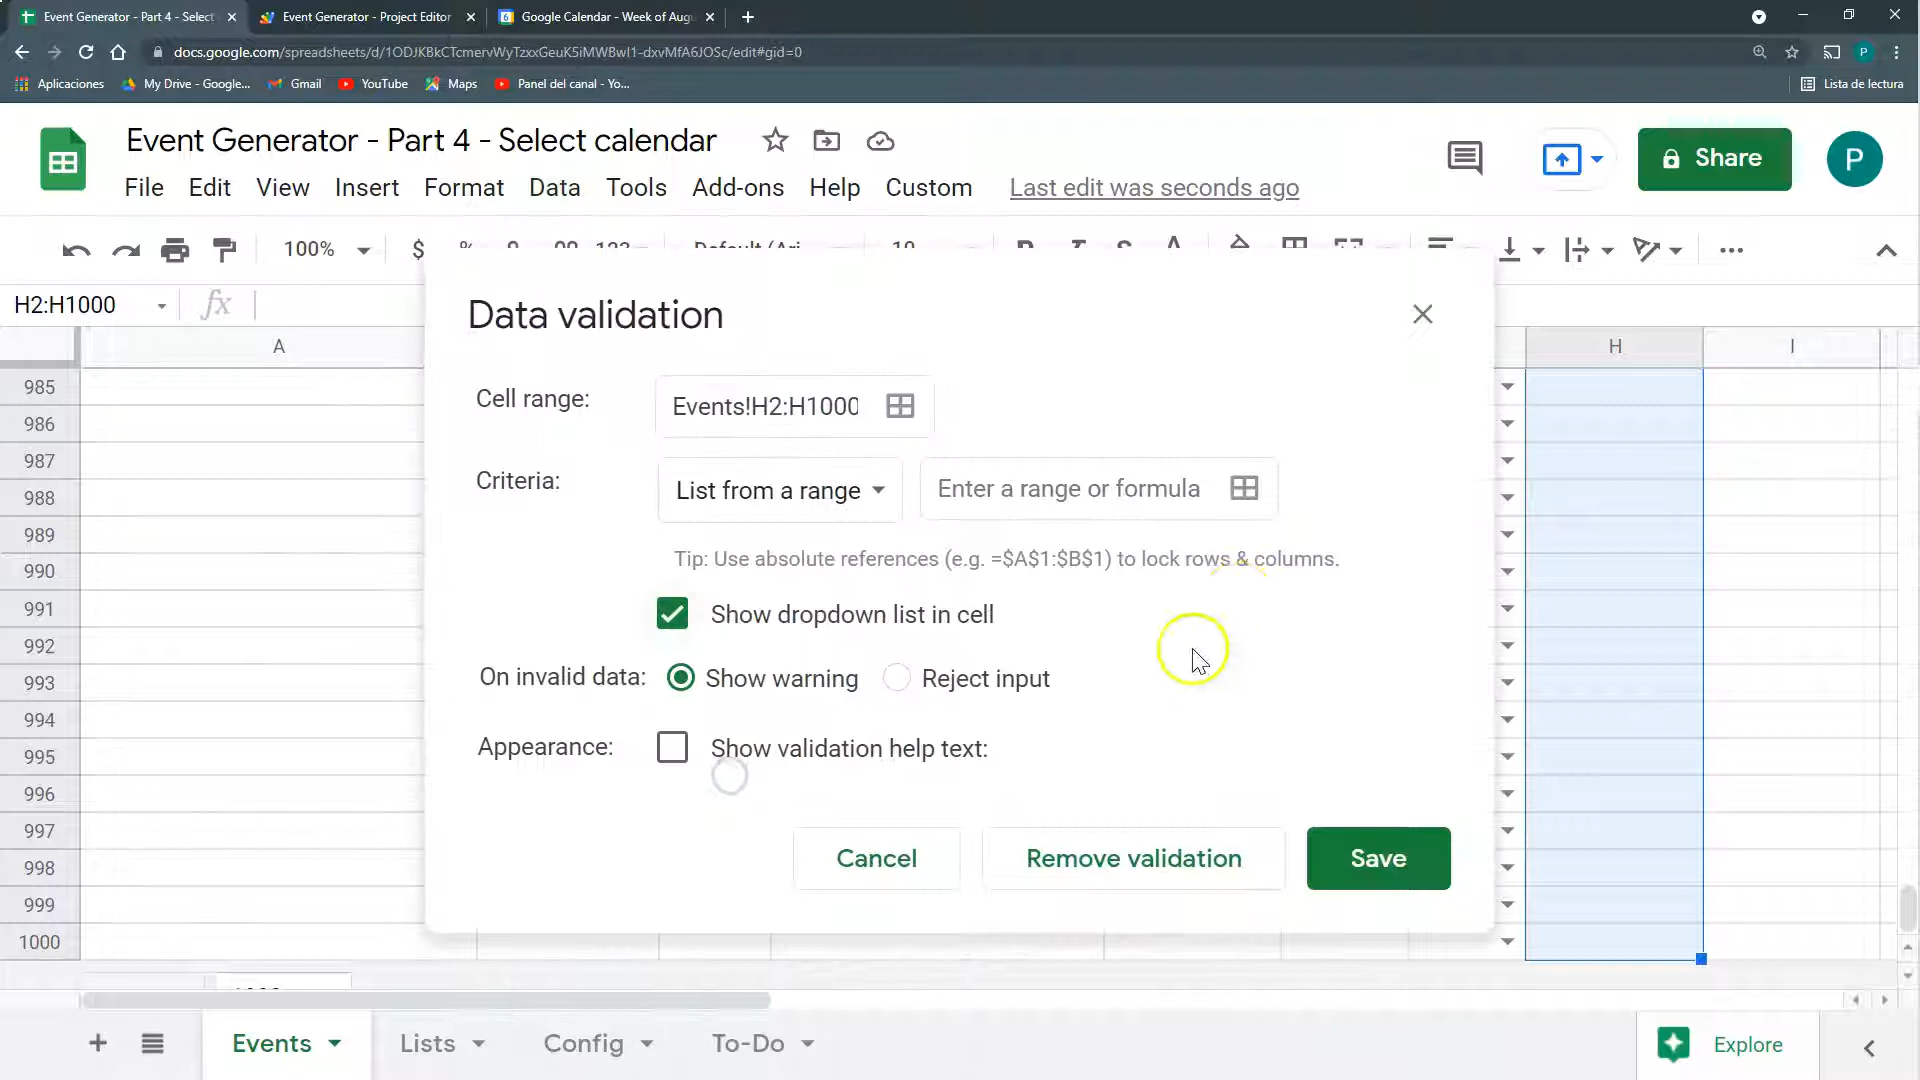 Event Generator - Part 4 - Select
Event Generator - Project Editor
Google Calendar - Week of Aug
docs.google.com/spreadsheets/d/1ODJKBkCTcmervWyTzxxGeuK5iMWBwI1-dxvMfA6JOSc/edit#gid=0
Aplicaciones
My Drive - Google...
Gmail
YouTube
Maps
Panel del canal - Yo...
Lista de lectura
Event Generator - Part 4 - Select calendar
Share
P
File Edit View Insert Format Data Tools Add-ons Help Custom
Last edit was seconds ago
100%
$
H2:H1000
fx
A
H
I
Data validation
Cell range:
Events!H2:H1000
Criteria:
List from a range
Enter a range or formula
Tip: Use absolute references (e.g. =$A$1:$B$1) to lock rows & columns.
Show dropdown list in cell
On invalid data:
Show warning
Reject input
Appearance:
Show validation help text:
Cancel
Remove validation
Save
985
986
987
988
989
990
991
992
993
994
995
996
997
998
999
1000
Events
Lists
Config
To-Do
Explore